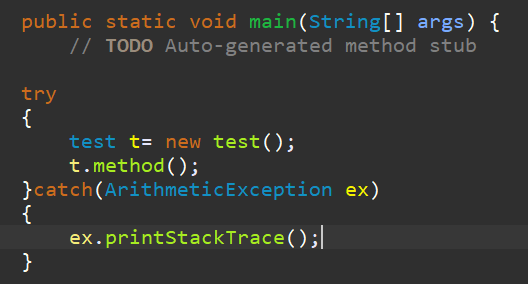 public static void main(String[] args) {
// TODO Auto-generated method stub
try
{
test t= new test();
t.method();
}catch(ArithmeticException ex)
{
ex.printStackTrace();
}